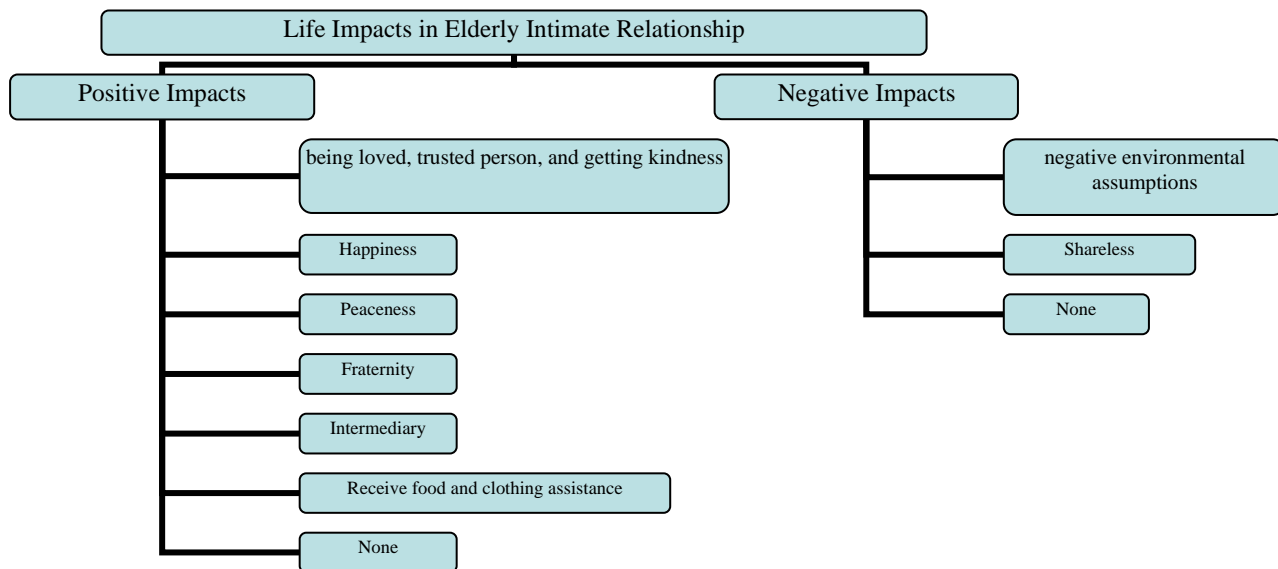 Life Impacts in Elderly Intimate Relationship
Positive Impacts
Negative Impacts
being loved, trusted person, and getting kindness
negative environmental
assumptions
Happiness
Shareless
Peaceness
None
Fraternity
Intermediary
Receive food and clothing assistance
None